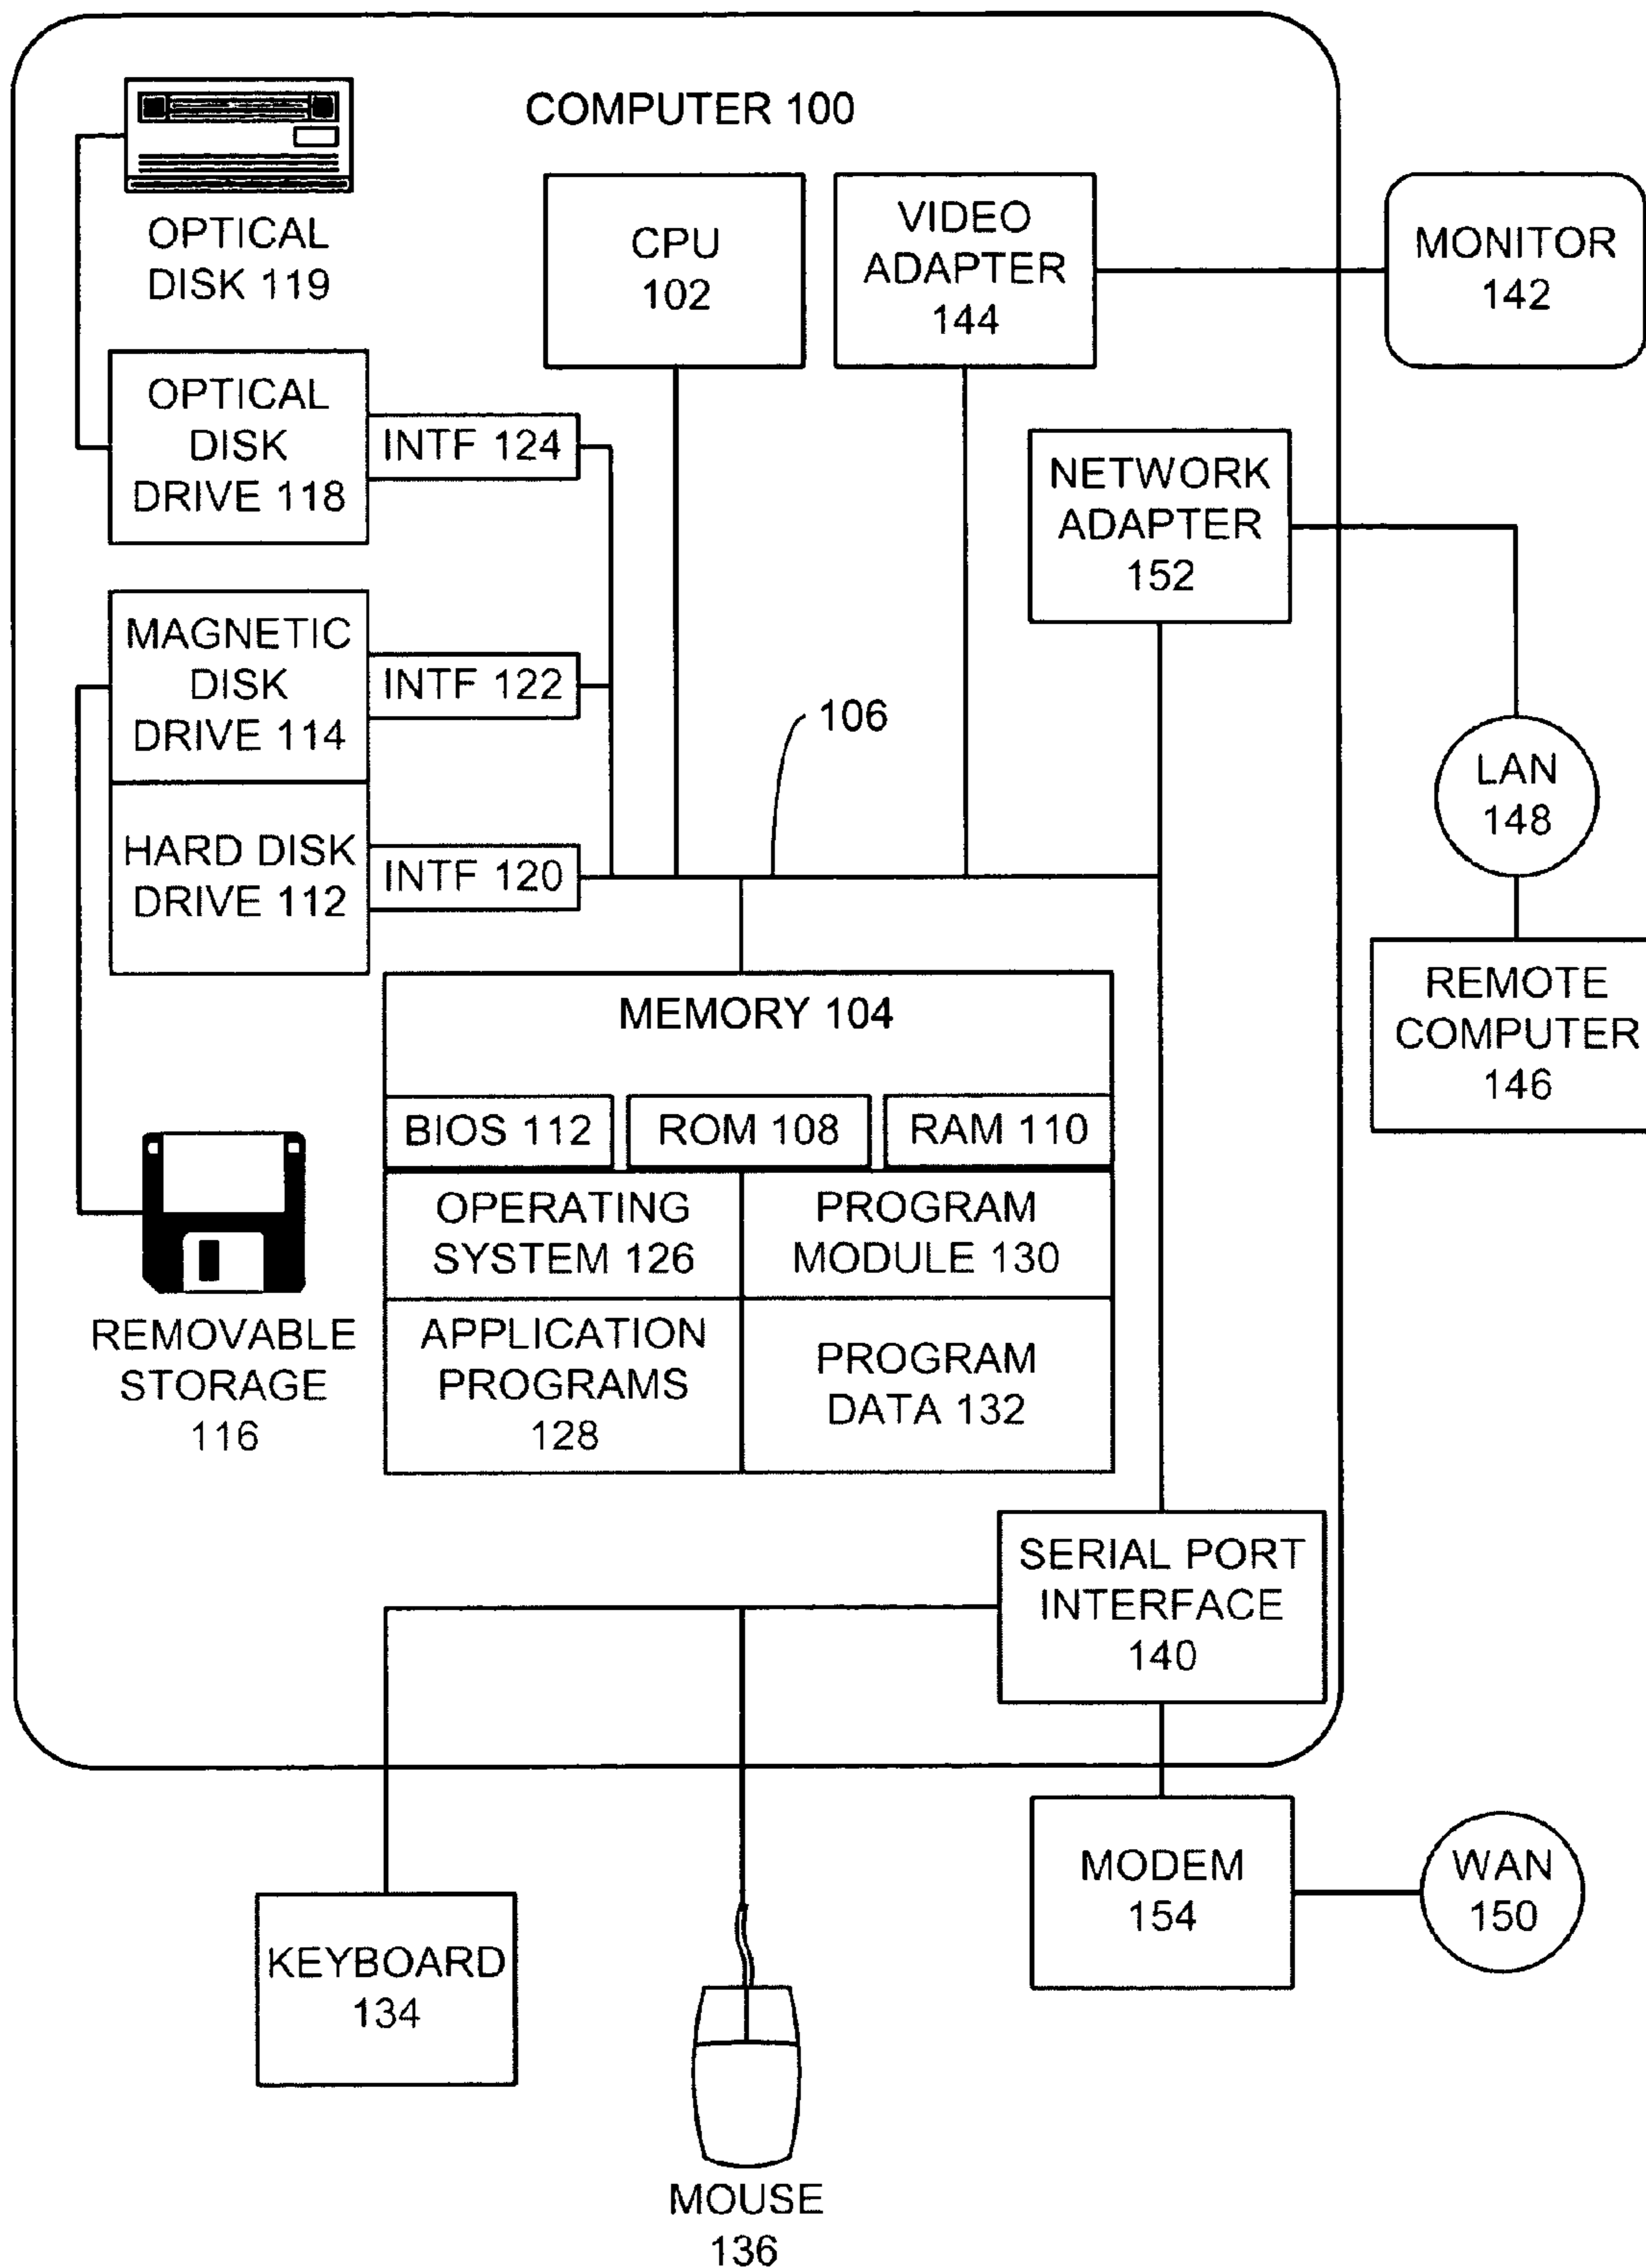 COMPUTER 100
OPTICAL
DISK 119
CPU
102
VIDEO
ADAPTER
144
MONITOR
142
OPTICAL
DISK
DRIVE 118
INTF 124
NETWORK
ADAPTER
152
MAGNETIC
DISK
DRIVE 114
INTF 122
106
LAN
148
HARD DISK
DRIVE 112
INTF 120
REMOTE
COMPUTER
146
MEMORY 104
BIOS 112
ROM 108
RAM 110
OPERATING
SYSTEM 126
PROGRAM
MODULE 130
REMOVABLE
STORAGE
116
APPLICATION
PROGRAMS
128
PROGRAM
DATA 132
SERIAL PORT
INTERFACE
140
MODEM
154
WAN
150
KEYBOARD
134
MOUSE
136